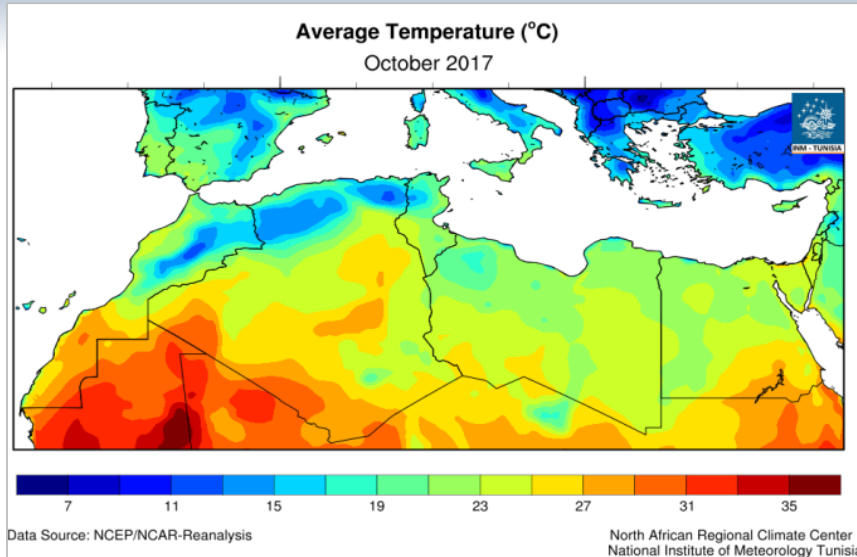 Average Temperature (°C)
October 2017
INM - TUNISIA
7 11 15 19 23 27 31 35
Data Source: NCEP/NCAR-Reanalysis
North African Regional Climate Center
National Institute of Meteorology Tunisia